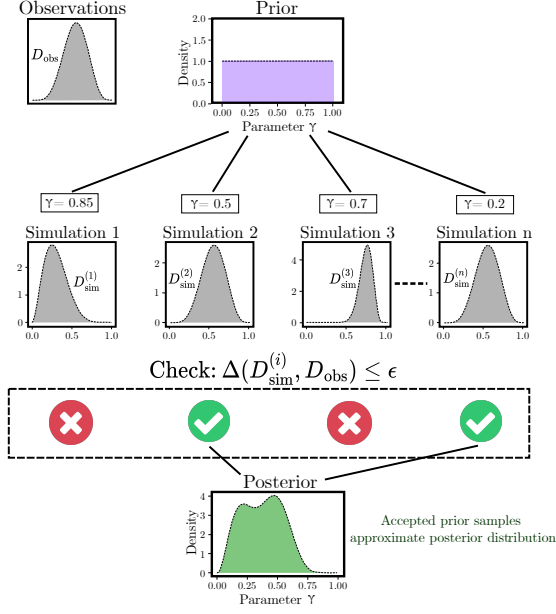 Observations
D_obs
Prior
Density
2.0
1.5
1.0
0.5
0.0
0.00 0.25 0.50 0.75 1.00
Parameter γ
γ= 0.85
γ= 0.5
γ= 0.7
γ= 0.2
Simulation 1
Simulation 2
Simulation 3
Simulation n
2
0
D_sim^(1)
0.0 0.5 1.0
2
0
D_sim^(2)
0.0 0.5 1.0
4
2
0
D_sim^(3)
0.0 0.5 1.0
2
0
D_sim^(n)
0.0 0.5 1.0
Check: Δ(D_sim^(i), D_obs) ≤ ϵ
Posterior
Density
4
3
2
1
0
0.00 0.25 0.50 0.75 1.00
Parameter γ
Accepted prior samples
approximate posterior distribution